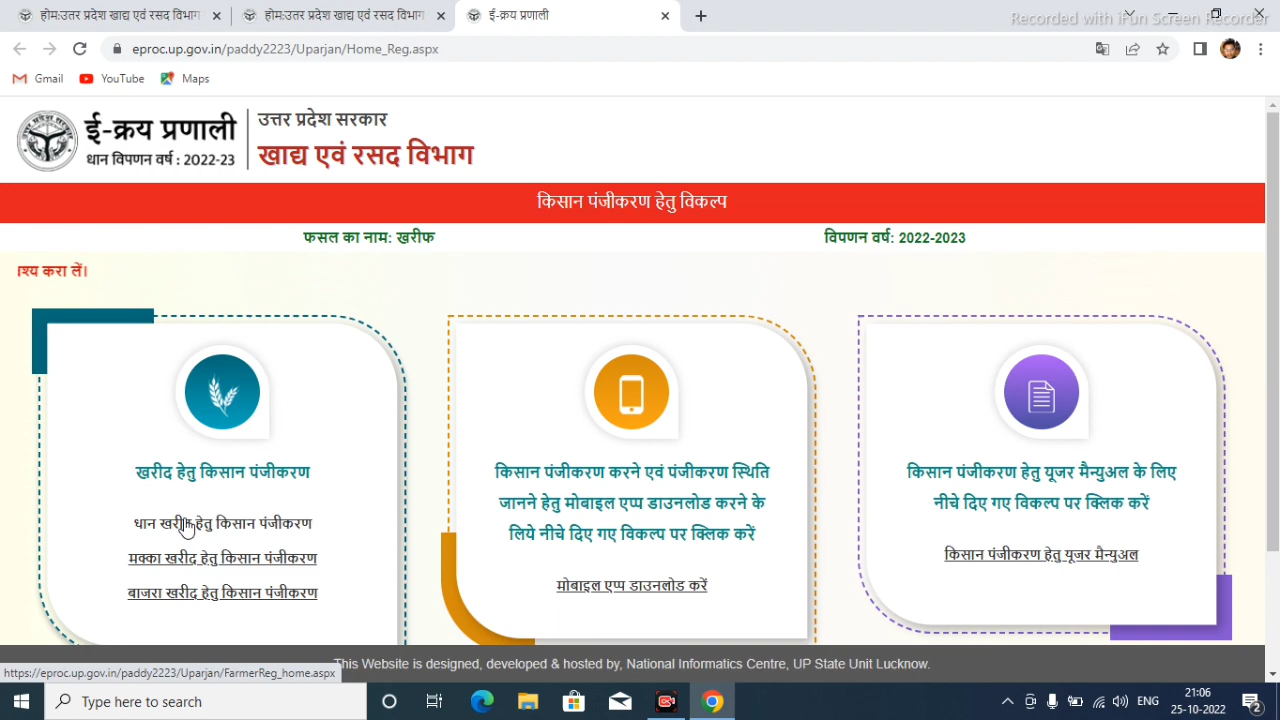 होम:उतर प्रदेश खाद्य एवं रसद विभाग
होम:उतर प्रदेश खाद्य एवं रसद विभाग
ई-क्रय प्रणाली
Recorded with iFun Screen Recorder
eproc.up.gov.in/paddy2223/Uparjan/Home_Reg.aspx
Gmail YouTube Maps
ई-क्रय प्रणाली
धान विपणन वर्ष : 2022-23
उत्तर प्रदेश सरकार
खाद्य एवं रसद विभाग
किसान पंजीकरण हेतु विकल्प
फसल का नाम: खरीफ
विपणन वर्ष: 2022-2023
श्य करा लें।
खरीद हेतु किसान पंजीकरण
धान खरीद हेतु किसान पंजीकरण
मक्का खरीद हेतु किसान पंजीकरण
बाजरा खरीद हेतु किसान पंजीकरण
किसान पंजीकरण करने एवं पंजीकरण स्थिति
जानने हेतु मोबाइल एप्प डाउनलोड करने के
लिये नीचे दिए गए विकल्प पर क्लिक करें
मोबाइल एप्प डाउनलोड करें
किसान पंजीकरण हेतु यूजर मैन्युअल के लिए
नीचे दिए गए विकल्प पर क्लिक करें
किसान पंजीकरण हेतु यूजर मैन्युअल
This Website is designed, developed & hosted by, National Informatics Centre, UP State Unit Lucknow.
https://eproc.up.gov.in/paddy2223/Uparjan/FarmerReg_home.aspx
Type here to search
ENG
21:06
25-10-2022
2